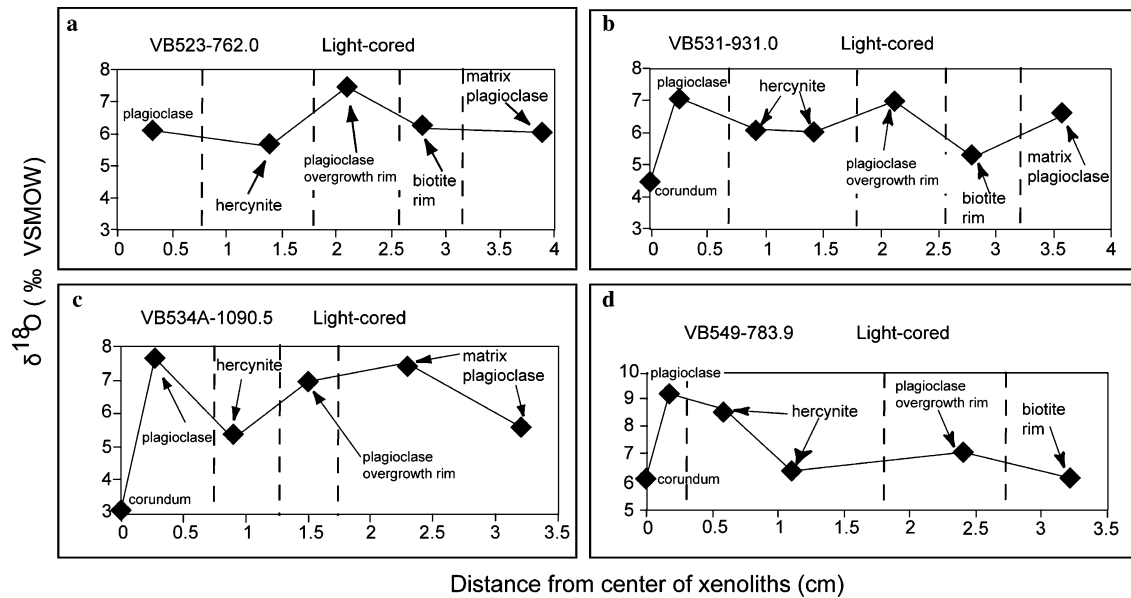 a
VB523-762.0 Light-cored
8
7
6
5
4
3
plagioclase
hercynite
plagioclase
overgrowth rim
biotite
rim
matrix
plagioclase
0 0.5 1 1.5 2 2.5 3 3.5 4
b
VB531-931.0 Light-cored
8
7
6
5
4
3
plagioclase
corundum
hercynite
plagioclase
overgrowth rim
biotite
rim
matrix
plagioclase
0 0.5 1 1.5 2 2.5 3 3.5 4
c
VB534A-1090.5 Light-cored
8
7
6
5
4
3
corundum
plagioclase
hercynite
plagioclase
overgrowth rim
matrix
plagioclase
0 0.5 1 1.5 2 2.5 3 3.5
d
VB549-783.9 Light-cored
10
9
8
7
6
5
plagioclase
corundum
hercynite
plagioclase
overgrowth rim
biotite
rim
0 0.5 1 1.5 2 2.5 3 3.5
δ18O ( ‰ VSMOW)
Distance from center of xenoliths (cm)